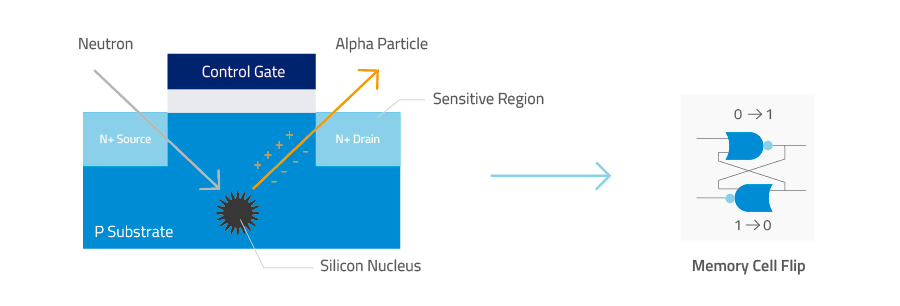 Neutron
Alpha Particle
Control Gate
Sensitive Region
N+ Source
N+ Drain
P Substrate
Silicon Nucleus
0 → 1
1 → 0
Memory Cell Flip